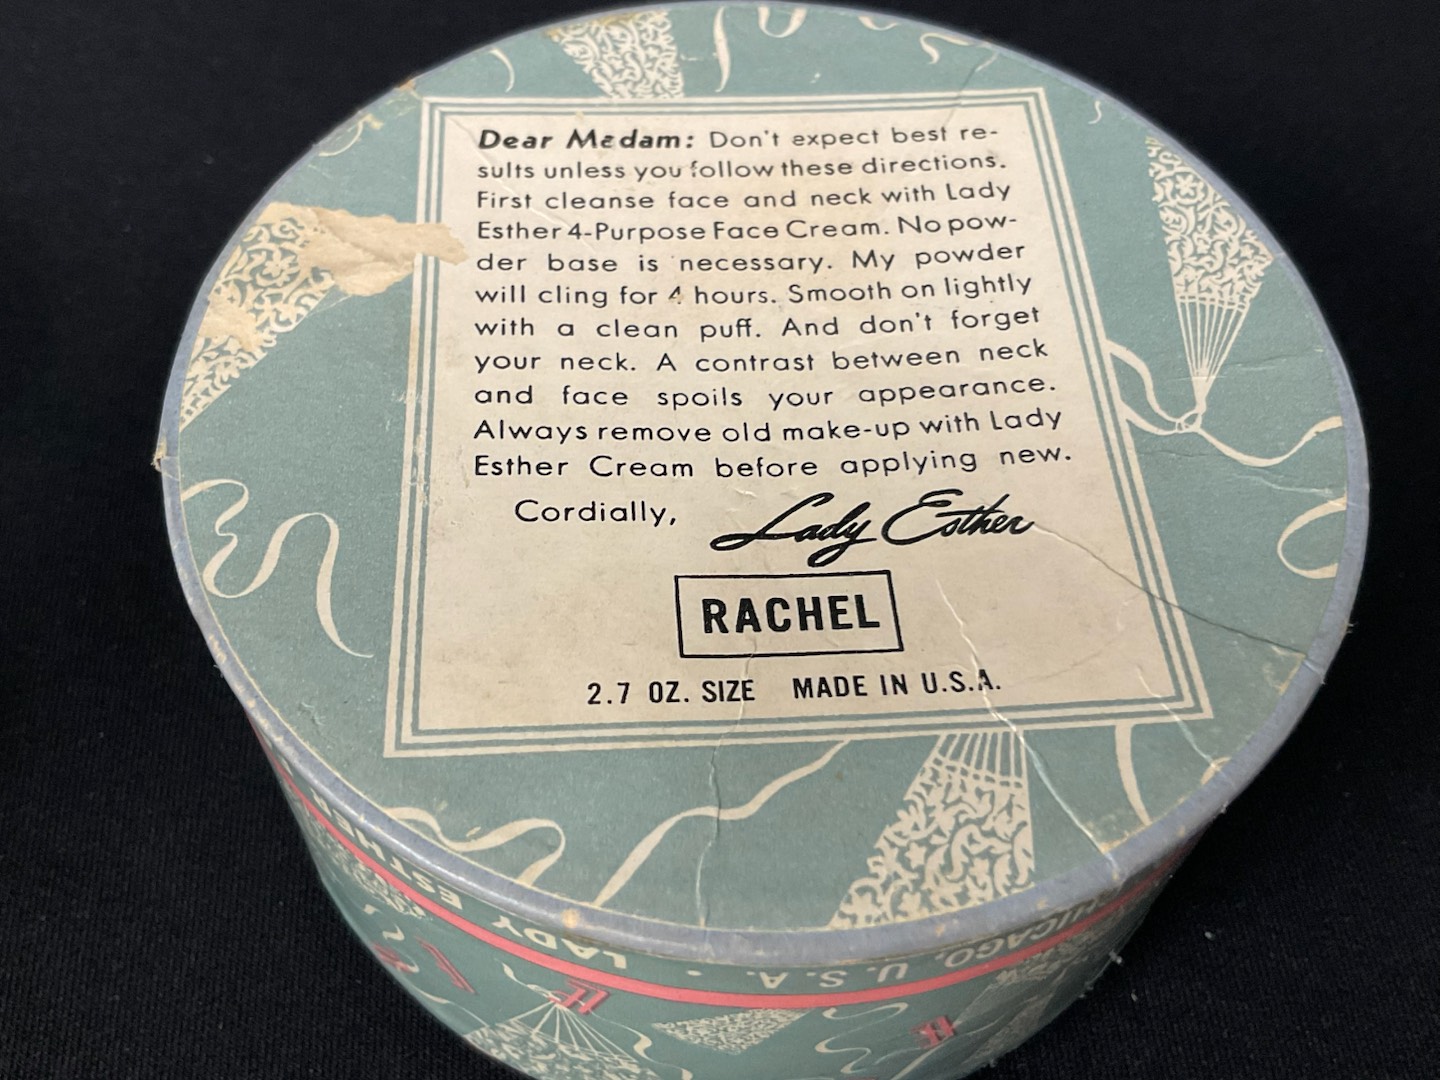 Dear Madam: Don't expect best re-
sults unless you follow these directions.
First cleanse face and neck with Lady
Esther 4-Purpose Face Cream. No pow-
der base is necessary. My powder
will cling for 4 hours. Smooth on lightly
with a clean puff. And don't forget
your neck. A contrast between neck
and face spoils your appearance.
Always remove old make-up with Lady
Esther Cream before applying new.
Cordially, Lady Esther
RACHEL
2.7 OZ. SIZE MADE IN U.S.A.
CHICAGO, U.S.A. • LADY ESTHER